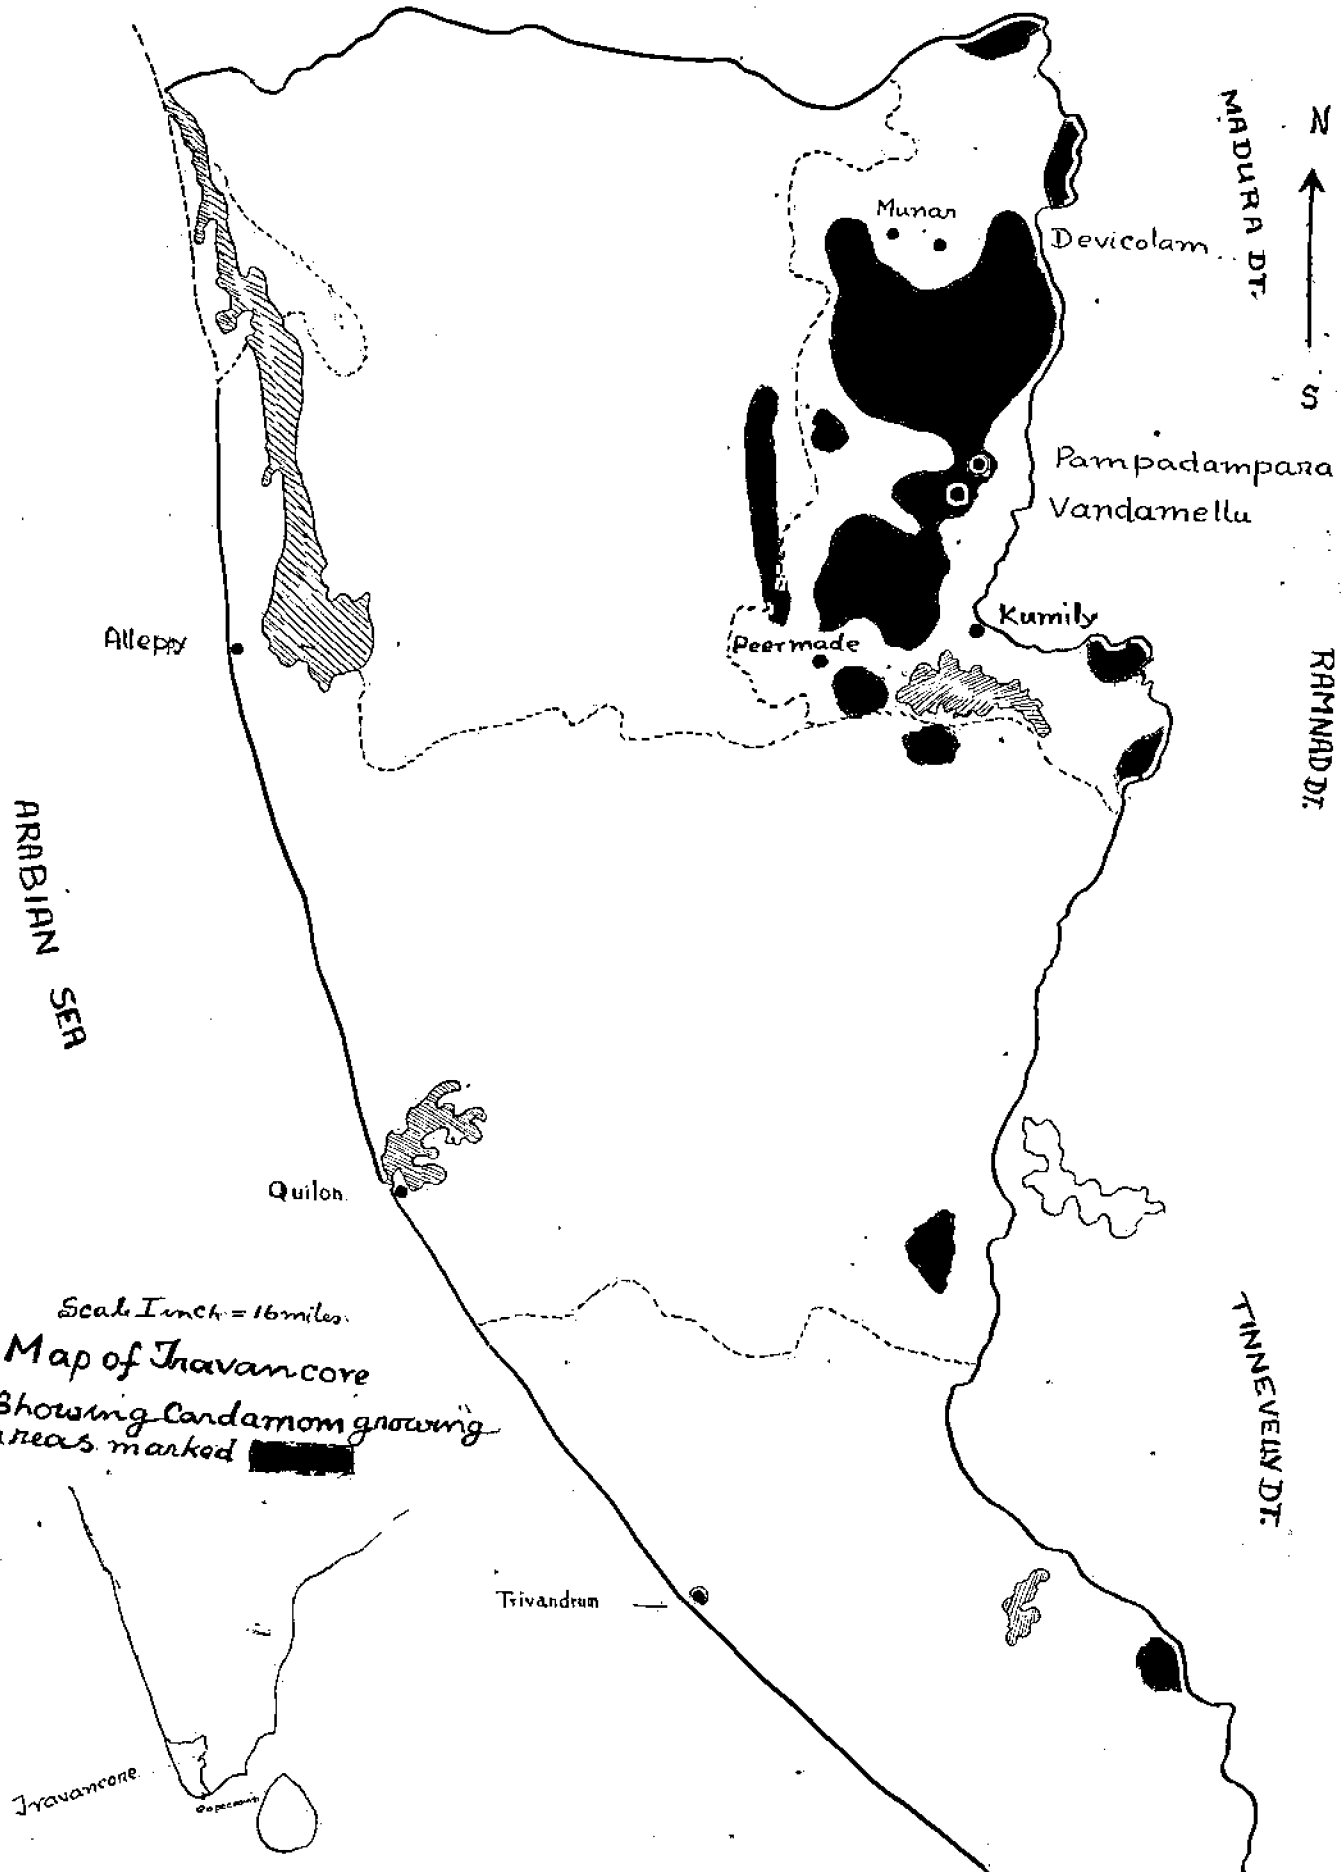 N
MADURA DT.
Munar
Devicolam
S
Pampadampara
Vandamellu
Kumily
Alleppy
Peermade
RAMNAD DT.
ARABIAN SEA
Quilon
Scale I inch = 16 miles.
Map of Travancore
Showing Cardamom growing
areas marked
TINNEVELLY DT.
Trivandrum
Travancore